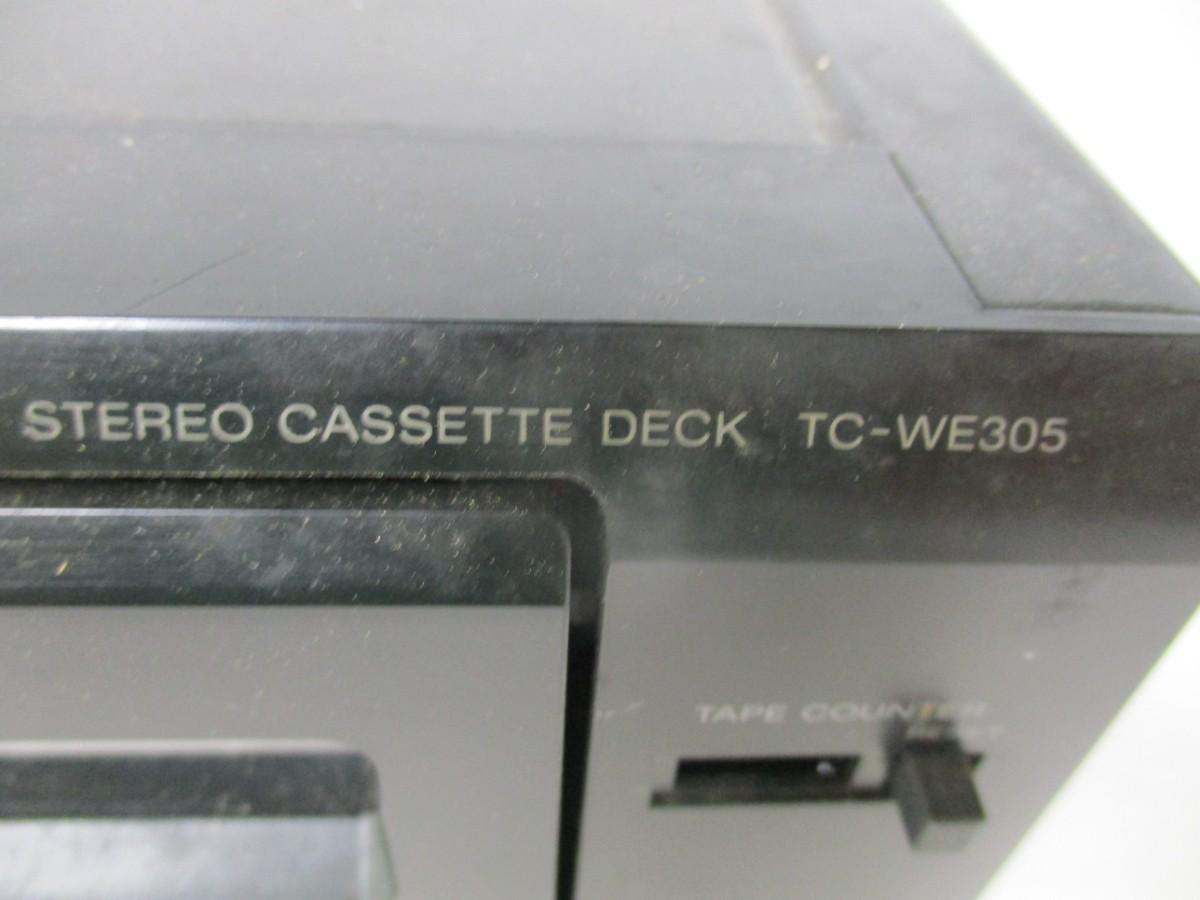 STEREO CASSETTE DECK TC-WE305
TAPE COUNTER